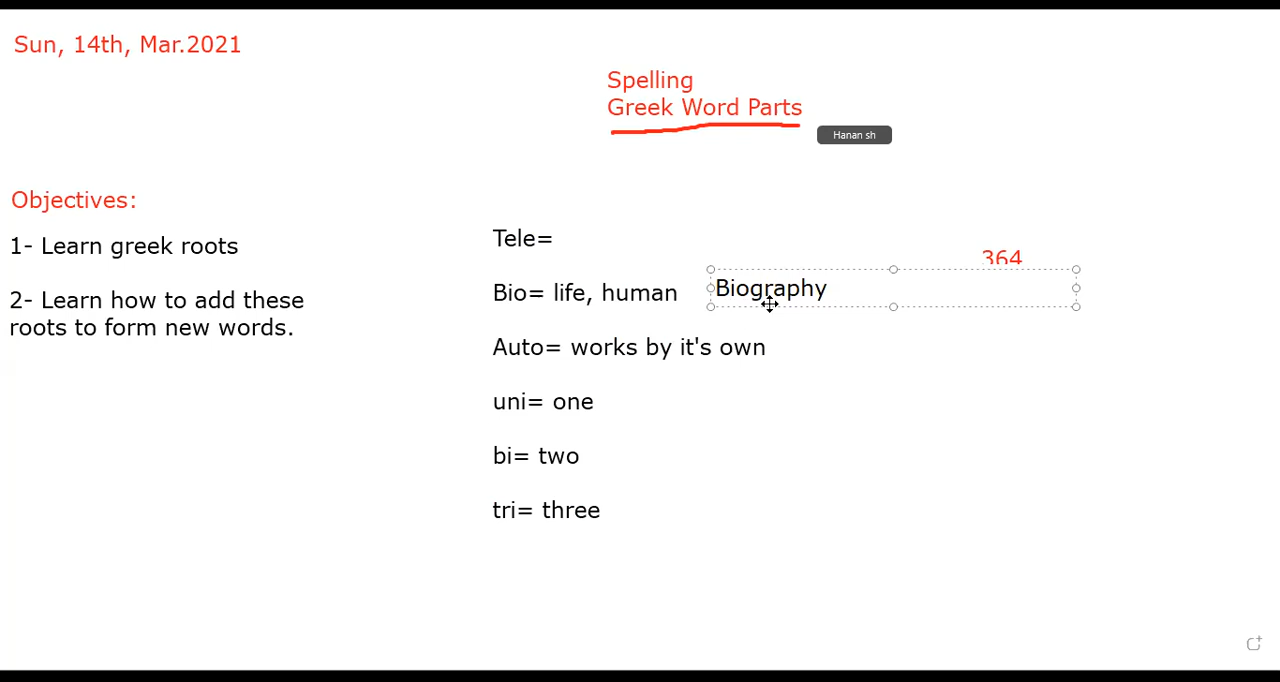 Sun, 14th, Mar.2021
Spelling
Greek Word Parts
Hanan sh
Objectives:
1- Learn greek roots
2- Learn how to add these
roots to form new words.
Tele=
364
Bio= life, human
Biography
Auto= works by it's own
uni= one
bi= two
tri= three